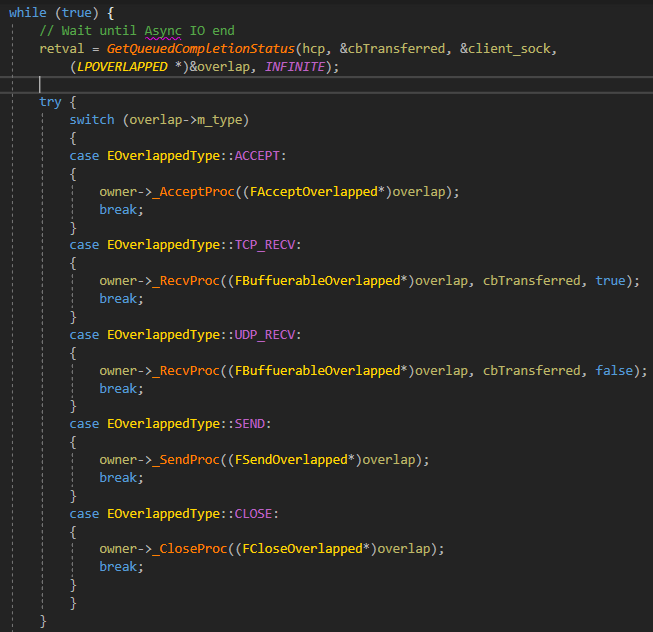 while (true) {
// Wait until Async IO end
retval = GetQueuedCompletionStatus(hcp, &cbTransferred, &client_sock,
(LPOVERLAPPED *)&overlap, INFINITE);
try {
switch (overlap->m_type)
{
case EOverlappedType::ACCEPT:
{
owner->_AcceptProc((FAcceptOverlapped*)overlap);
break;
}
case EOverlappedType::TCP_RECV:
{
owner->_RecvProc((FBuffuerableOverlapped*)overlap, cbTransferred, true);
break;
}
case EOverlappedType::UDP_RECV:
{
owner->_RecvProc((FBuffuerableOverlapped*)overlap, cbTransferred, false);
break;
}
case EOverlappedType::SEND:
{
owner->_SendProc((FSendOverlapped*)overlap);
break;
}
case EOverlappedType::CLOSE:
{
owner->_CloseProc((FCloseOverlapped*)overlap);
break;
}
}
}